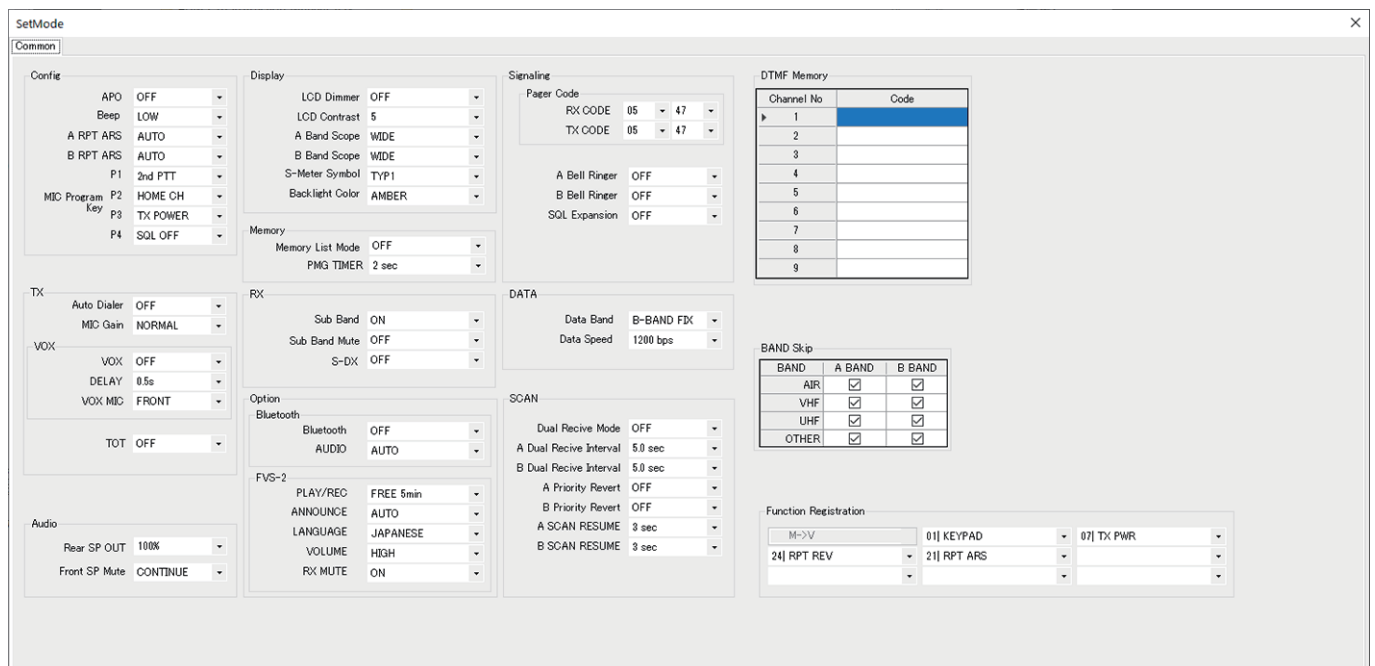 SetMode
Common
Config
APO OFF
Beep LOW
A RPT ARS AUTO
B RPT ARS AUTO
P1 2nd PTT
MIC Program Key P2 HOME CH
P3 TX POWER
P4 SQL OFF
TX
Auto Dialer OFF
MIC Gain NORMAL
VOX
VOX OFF
DELAY 0.5s
VOX MIC FRONT
TOT OFF
Audio
Rear SP OUT 100%
Front SP Mute CONTINUE
Display
LCD Dimmer OFF
LCD Contrast 5
A Band Scope WIDE
B Band Scope WIDE
S-Meter Symbol TYP1
Backlight Color AMBER
Memory
Memory List Mode OFF
PMG TIMER 2 sec
RX
Sub Band ON
Sub Band Mute OFF
S-DX OFF
Option
Bluetooth
Bluetooth OFF
AUDIO AUTO
FVS-2
PLAY/REC FREE 5min
ANNOUNCE AUTO
LANGUAGE JAPANESE
VOLUME HIGH
RX MUTE ON
Signaling
Pager Code
RX CODE 05 47
TX CODE 05 47
A Bell Ringer OFF
B Bell Ringer OFF
SQL Expansion OFF
DATA
Data Band B-BAND FIX
Data Speed 1200 bps
SCAN
Dual Recive Mode OFF
A Dual Recive Interval 5.0 sec
B Dual Recive Interval 5.0 sec
A Priority Revert OFF
B Priority Revert OFF
A SCAN RESUME 3 sec
B SCAN RESUME 3 sec
DTMF Memory
Channel No Code
1
2
3
4
5
6
7
8
9
BAND Skip
BAND A BAND B BAND
AIR
VHF
UHF
OTHER
Function Registration
M->V 01| KEYPAD 07| TX PWR
24| RPT REV 21| RPT ARS